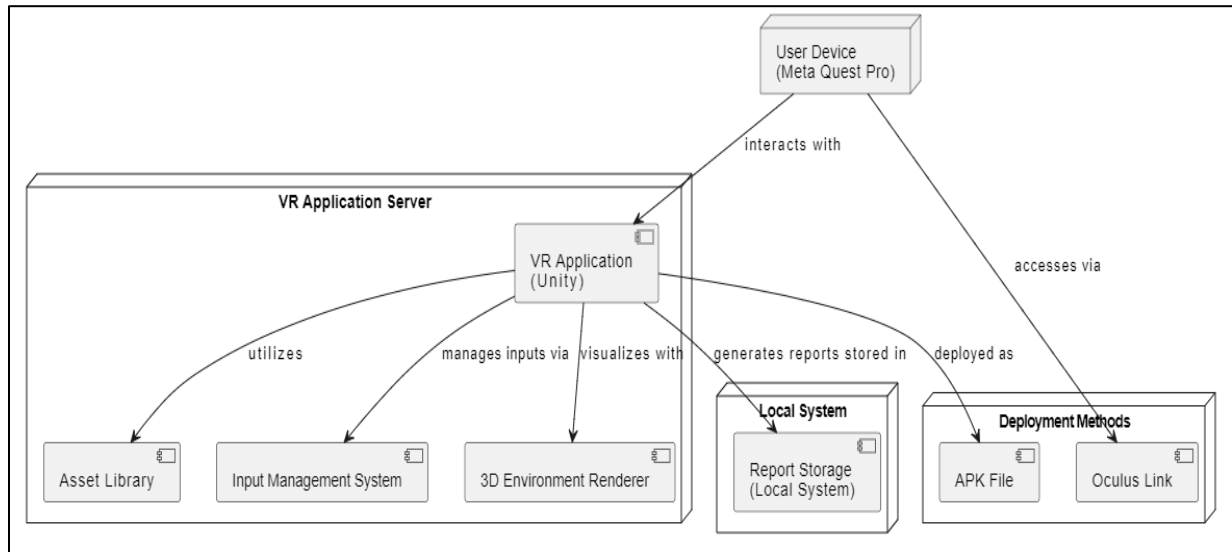 User Device
(Meta Quest Pro)
interacts with
VR Application Server
VR Application
(Unity)
accesses via
utilizes
manages inputs via
visualizes with
generates reports stored in
deployed as
Local System
Deployment Methods
Asset Library
Input Management System
3D Environment Renderer
Report Storage
(Local System)
APK File
Oculus Link